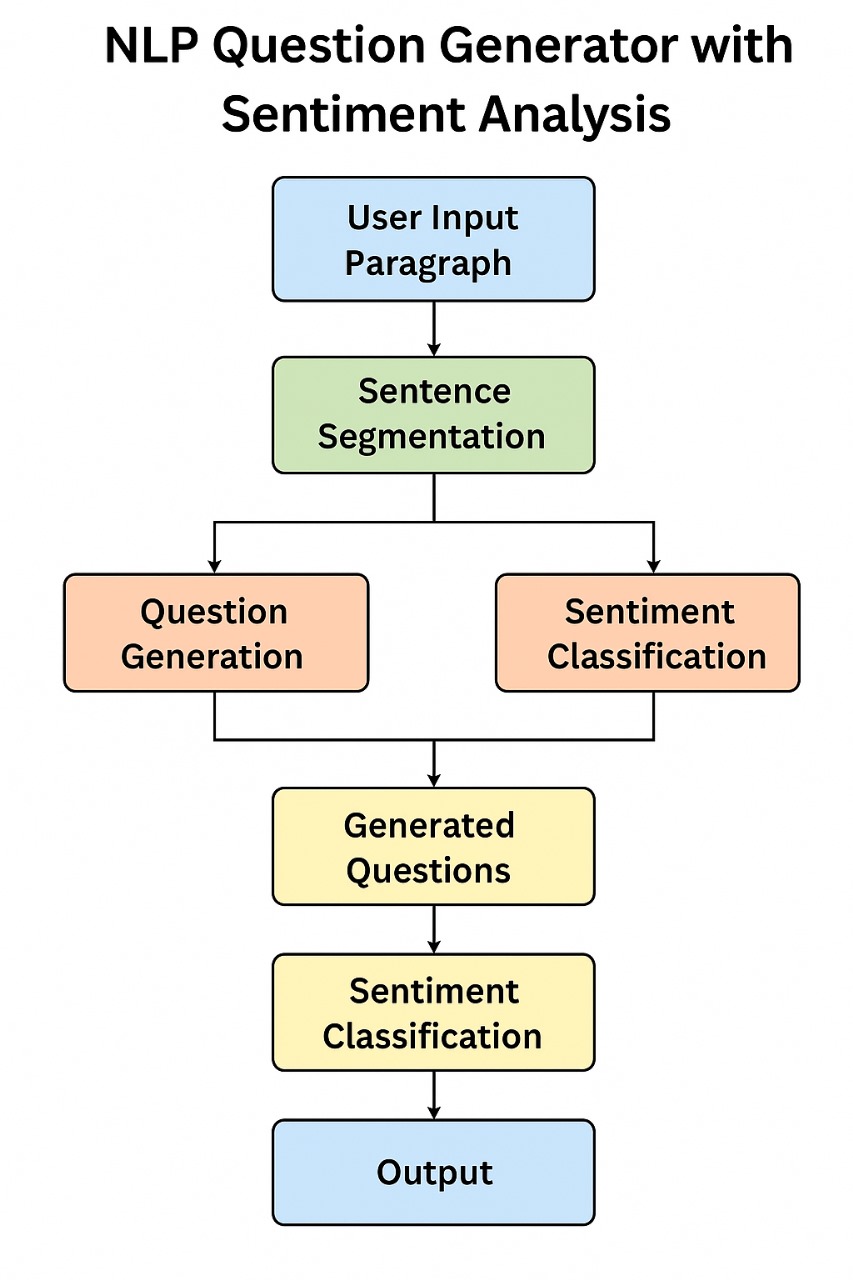 NLP Question Generator with
Sentiment Analysis
User Input
Paragraph
Sentence
Segmentation
Question
Generation
Sentiment
Classification
Generated
Questions
Sentiment
Classification
Output